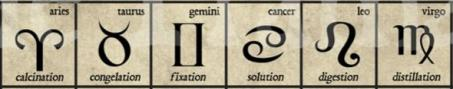 aries taurus gemini cancer leo virgo
calcination congelation fixation solution digestion distillation